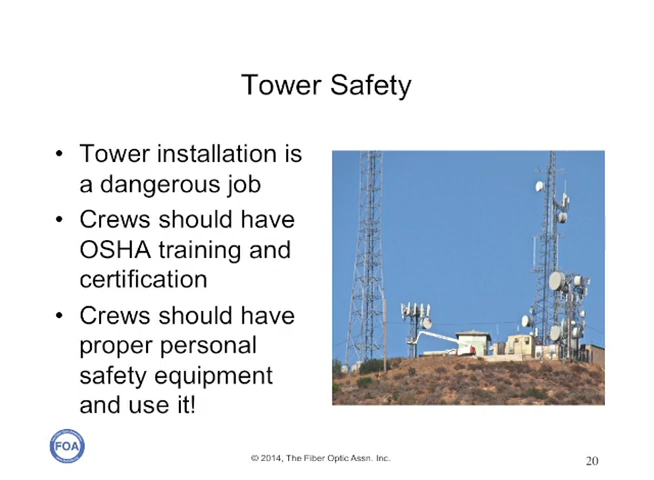 Tower Safety
• Tower installation is
a dangerous job
• Crews should have
OSHA training and
certification
• Crews should have
proper personal
safety equipment
and use it!
FOA
© 2014, The Fiber Optic Assn. Inc.
20